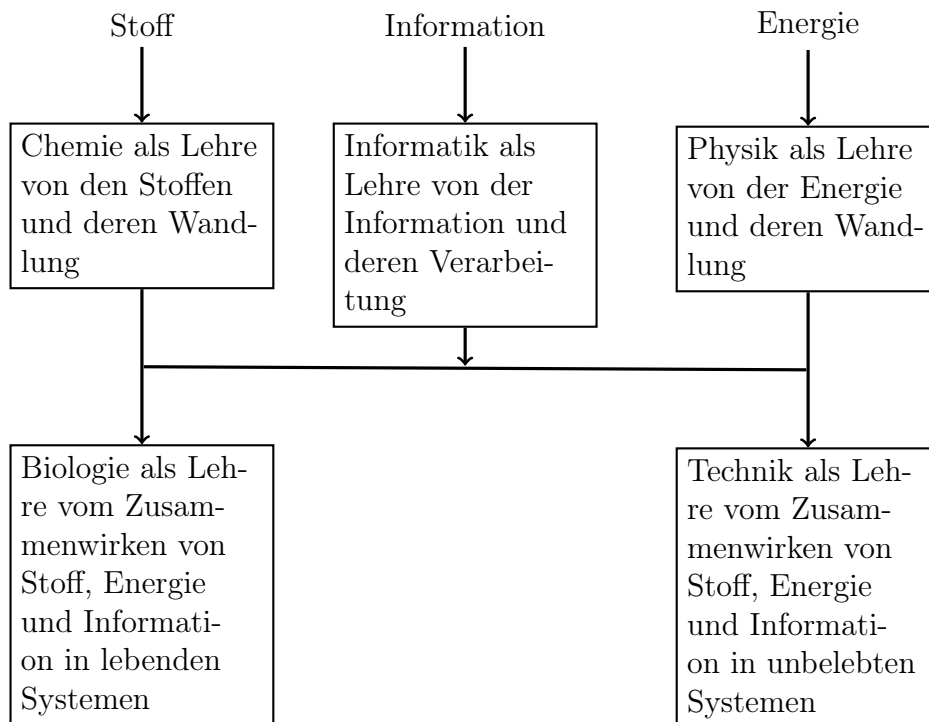 Stoff
Information
Energie
Chemie als Lehre
von den Stoffen
und deren Wand-
lung
Informatik als
Lehre von der
Information und
deren Verarbei-
tung
Physik als Lehre
von der Energie
und deren Wand-
lung
Biologie als Leh-
re vom Zusam-
menwirken von
Stoff, Energie
und Informati-
on in lebenden
Systemen
Technik als Leh-
re vom Zusam-
menwirken von
Stoff, Energie
und Informati-
on in unbelebten
Systemen